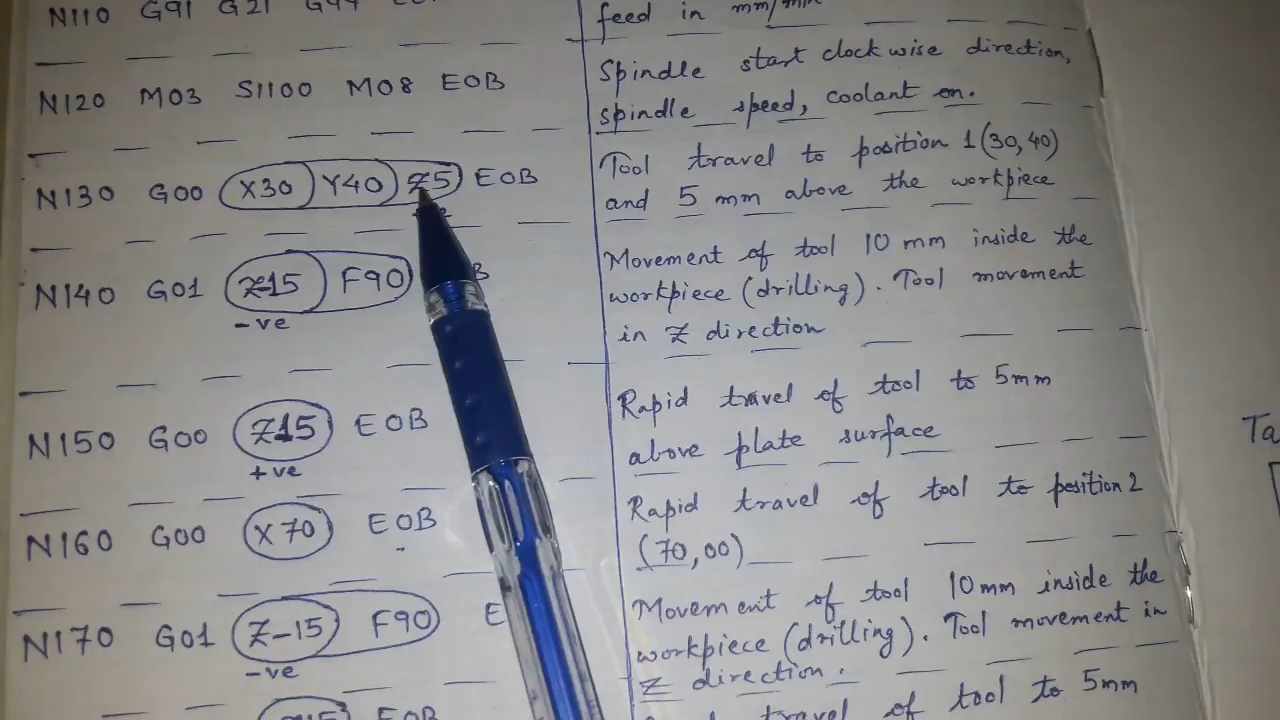 N110 G91 G21 G94
feed in mm/min
N120 M03 S1100 M08 EOB
Spindle start clockwise direction,
spindle speed, coolant on.
N130 G00 X30 Y40 Z5 EOB
Tool travel to position 1(30,40)
and 5 mm above the workpiece
N140 G01 Z-15 F90 B
-ve
Movement of tool 10 mm inside the
workpiece (drilling). Tool movement
in Z direction
N150 G00 Z15 EOB
+ve
Rapid travel of tool to 5mm
above plate surface
N160 G00 X70 EOB
Rapid travel of tool to position 2
(70,00)
N170 G01 Z-15 F90 E
-ve
Movement of tool 10mm inside the
workpiece (drilling). Tool movement in
Z direction.
EOB
travel of tool to 5mm
Ta